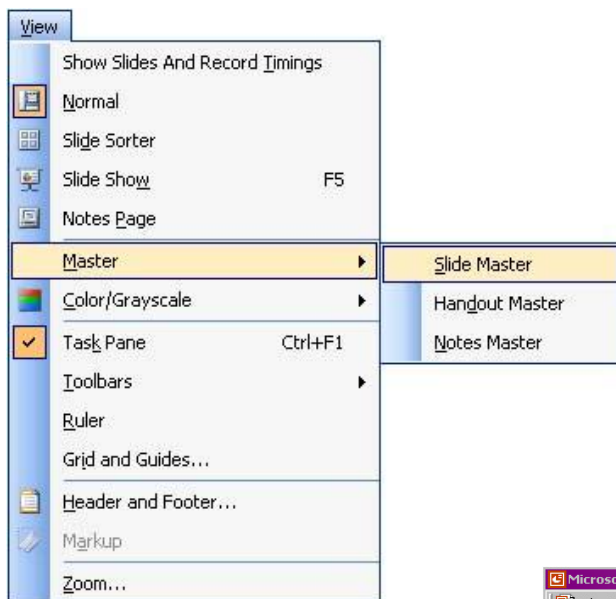 View
Show Slides And Record Timings
Normal
Slide Sorter
Slide Show F5
Notes Page
Master
Slide Master
Color/Grayscale
Handout Master
Task Pane Ctrl+F1
Notes Master
Toolbars
Ruler
Grid and Guides...
Header and Footer...
Markup
Zoom...